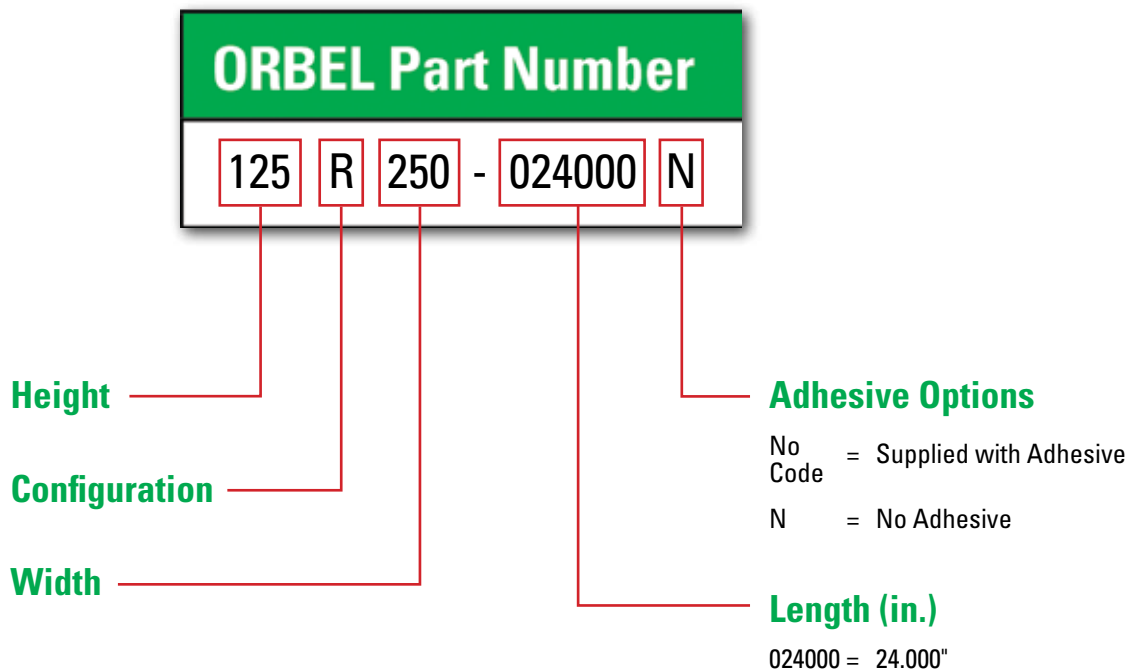 ORBEL Part Number
125 R 250 - 024000 N
Height
Configuration
Width
Adhesive Options
No Code = Supplied with Adhesive
N = No Adhesive
Length (in.)
024000 = 24.000"